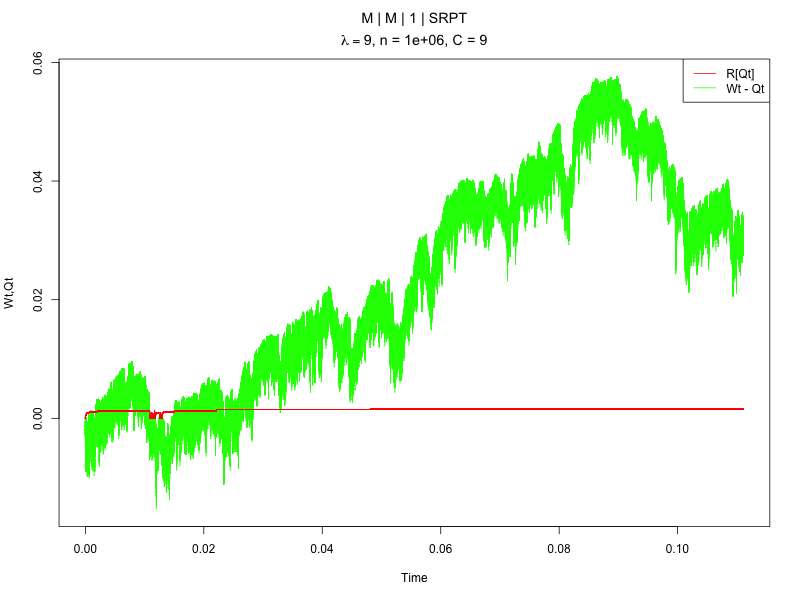 M | M | 1 | SRPT
λ = 9, n = 1e+06, C = 9
R[Qt]
Wt - Qt
0.06
0.04
0.02
0.00
Wt,Qt
0.00 0.02 0.04 0.06 0.08 0.10
Time